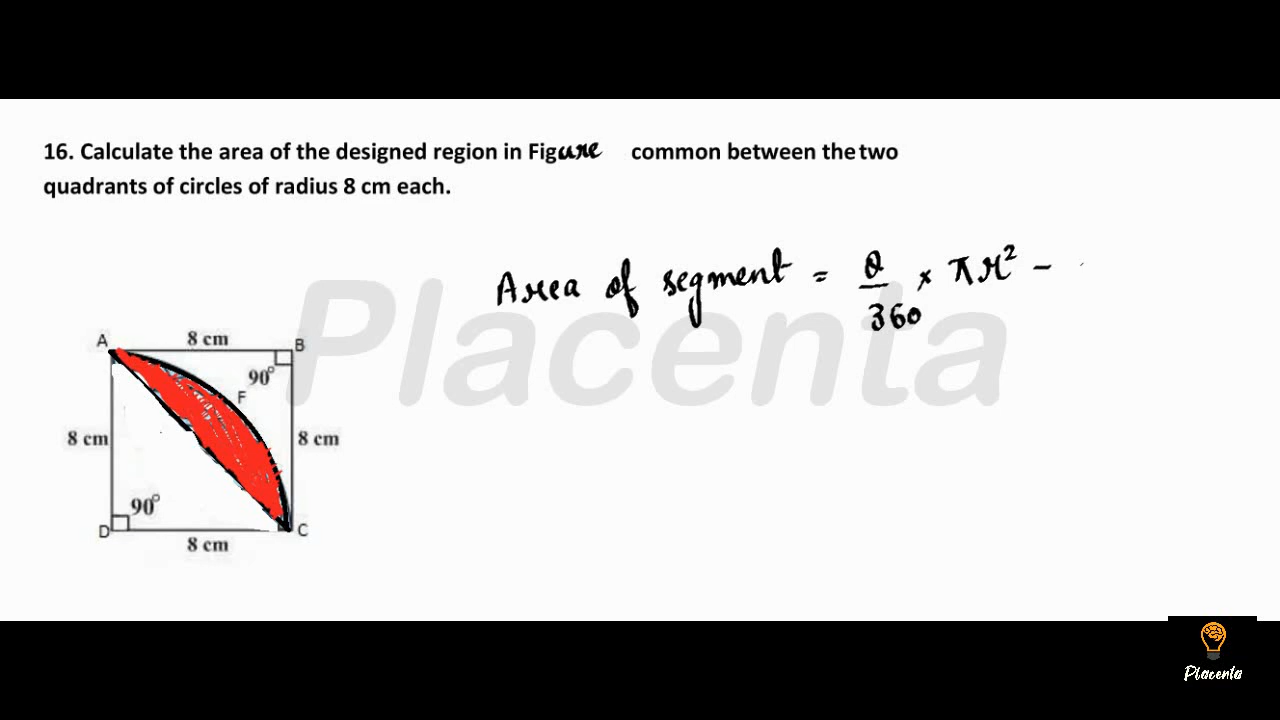 16. Calculate the area of the designed region in Figure common between the two
quadrants of circles of radius 8 cm each.
Area of segment = θ/360 × πr² -
Placenta
A 8 cm B
90°
F
8 cm 8 cm
90°
D C
8 cm
Placenta